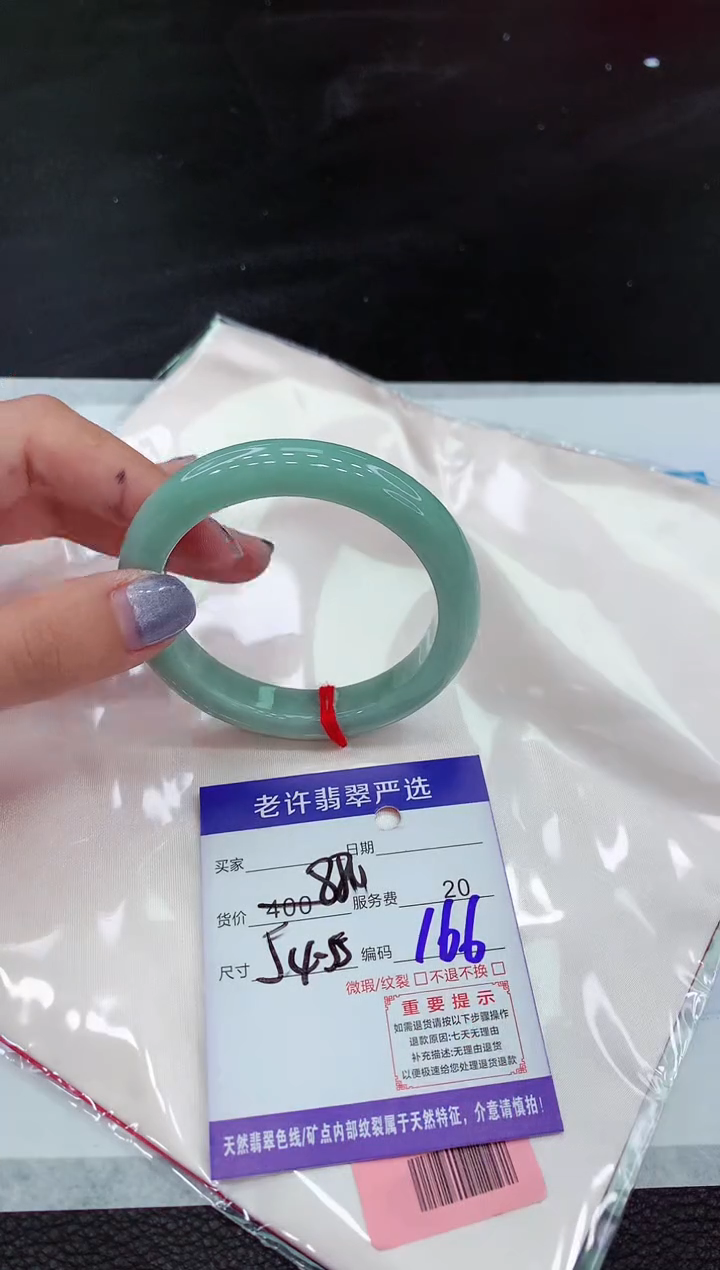 老许翡翠严选
买家 日期
货价 400 服务费 20
尺寸 54-55 编码 166
微瑕/纹裂 □不退不换 □
重要提示
如需退货请按以下步骤操作
退款原因:七天无理由
补充描述:无理由退货
以便极速给您处理退货退款
天然翡翠色线/矿点内部纹裂属于天然特征，介意请慎拍！